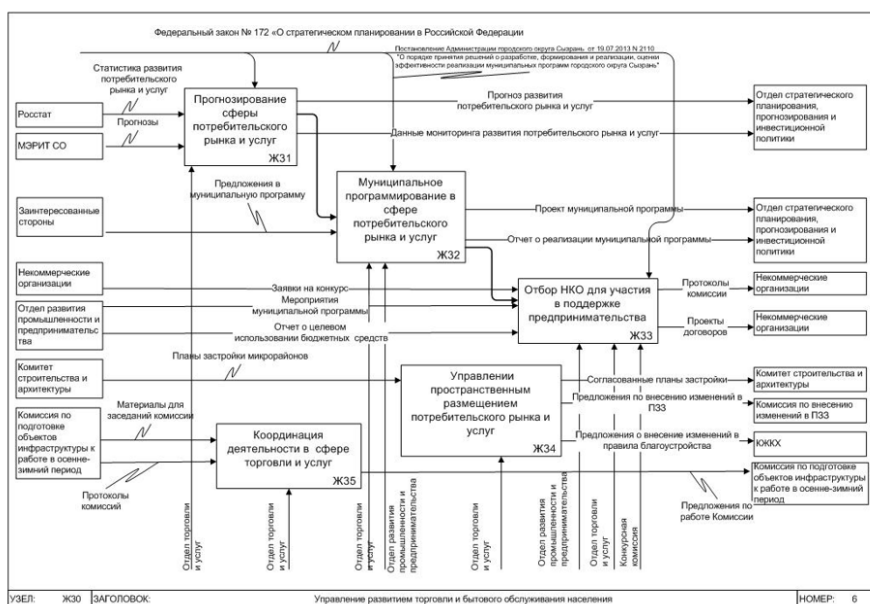 Федеральный закон № 172 «О стратегическом планировании в Российской Федерации
Постановление Администрации городского округа Сызрань от 19.07.2013 N 2110
"О порядке принятия решений о разработке, формирования и реализации, оценки
эффективности реализации муниципальных программ городского округа Сызрань"
Статистика развития
потребительского
рынка и услуг
Росстат
Прогнозы
МЭРИТ СО
Прогнозирование
сферы
потребительского
рынка и услуг
Ж31
Прогноз развития
потребительского рынка и услуг
Данные мониторинга развития потребительского рынка и услуг
Отдел стратегического
планирования,
прогнозирования и
инвестиционной
политики
Предложения в
муниципальную программу
Заинтересованные
стороны
Муниципальное
программирование в
сфере
потребительского
рынка и услуг
Ж32
Проект муниципальной программы
Отчет о реализации муниципальной программы
Отдел стратегического
планирования,
прогнозирования и
инвестиционной
политики
Некоммерческие
организации
Заявки на конкурс
Отдел развития
промышленности и
предпринимательс
тва
Мероприятия
муниципальной программы
Отчет о целевом
использовании бюджетных средств
Отбор НКО для участия
в поддержке
предпринимательства
Ж33
Протоколы
комиссии
Некоммерческие
организации
Проекты
договоров
Некоммерческие
организации
Комитет
строительства и
архитектуры
Планы застройки микрорайонов
Управлении
пространственным
размещением
потребительского рынка и
услуг
Ж34
Согласованные планы застройки
Комитет строительства и
архитектуры
Предложения по внесению изменений в
ПЗЗ
Комиссия по внесению
изменений в ПЗЗ
Предложения о внесение изменений в
правила благоустройства
КЖКХ
Комиссия по
подготовке
объектов
инфраструктуры к
работе в осенне-
зимний период
Материалы для
заседаний комиссии
Протоколы
комиссий
Координация
деятельности в сфере
торговли и услуг
Ж35
Предложения по
работе Комиссии
Комиссия по подготовке
объектов инфраструктуры
к работе в осенне-зимний
период
Отдел торговли
и услуг
Отдел торговли
и услуг
Отдел торговли
и услуг
Отдел развития
промышленности и
предпринимательства
Отдел торговли
и услуг
Отдел развития
промышленности и
предпринимательства
Отдел торговли
и услуг
Конкурсная
комиссия
УЗЕЛ: Ж30 ЗАГОЛОВОК: Управление развитием торговли и бытового обслуживания населения НОМЕР: 6